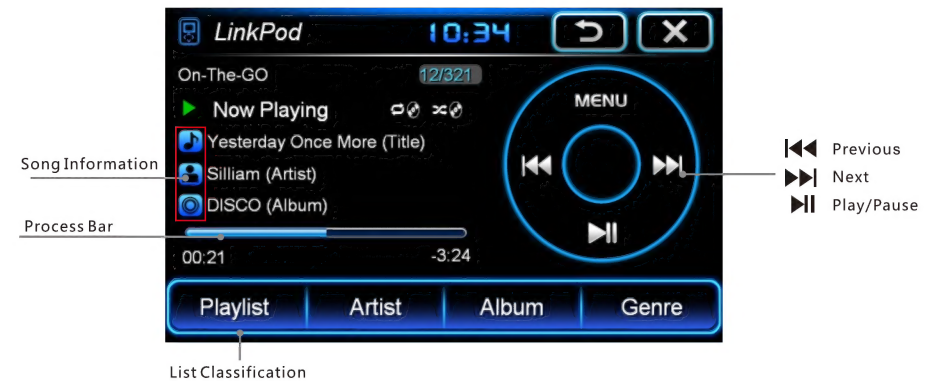 LinkPod 10:34
On-The-GO 12/321
Now Playing
Yesterday Once More (Title)
Silliam (Artist)
DISCO (Album)
00:21 -3:24
MENU
Playlist Artist Album Genre
Song Information
Process Bar
List Classification
Previous
Next
Play/Pause